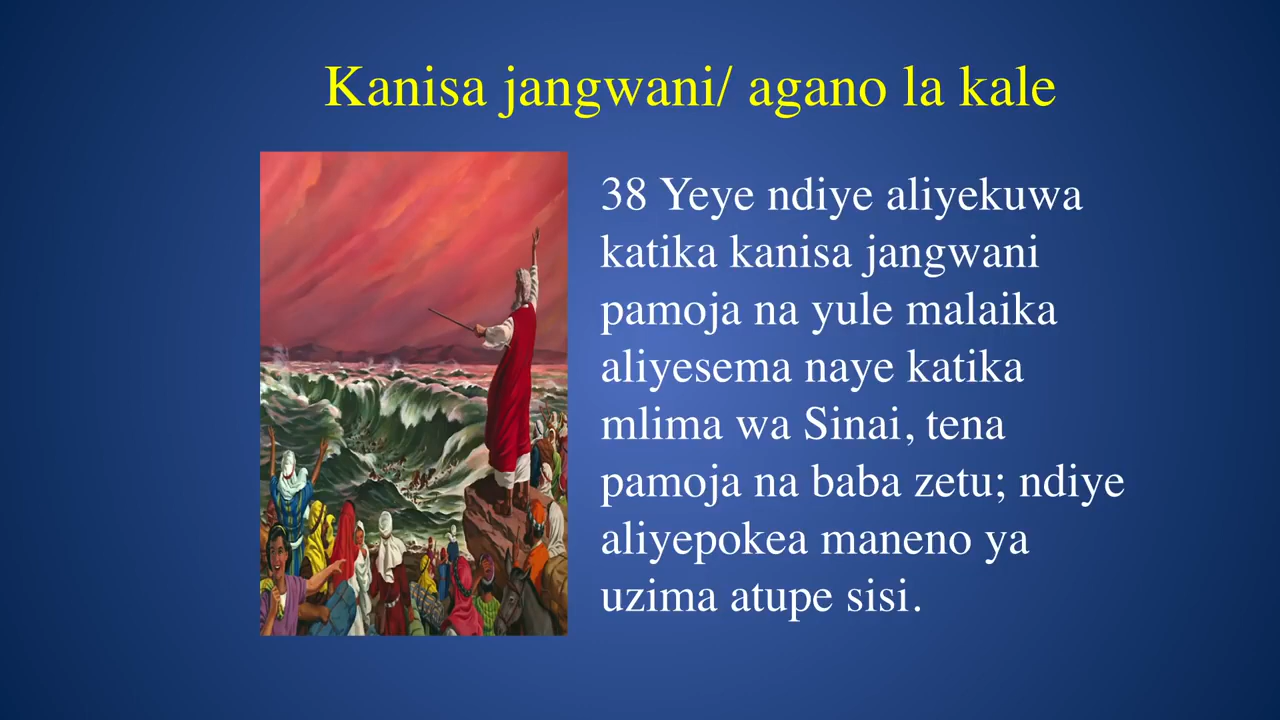 Kanisa jangwani/ agano la kale
38 Yeye ndiye aliyekuwa
katika kanisa jangwani
pamoja na yule malaika
aliyesema naye katika
mlima wa Sinai, tena
pamoja na baba zetu; ndiye
aliyepokea maneno ya
uzima atupe sisi.